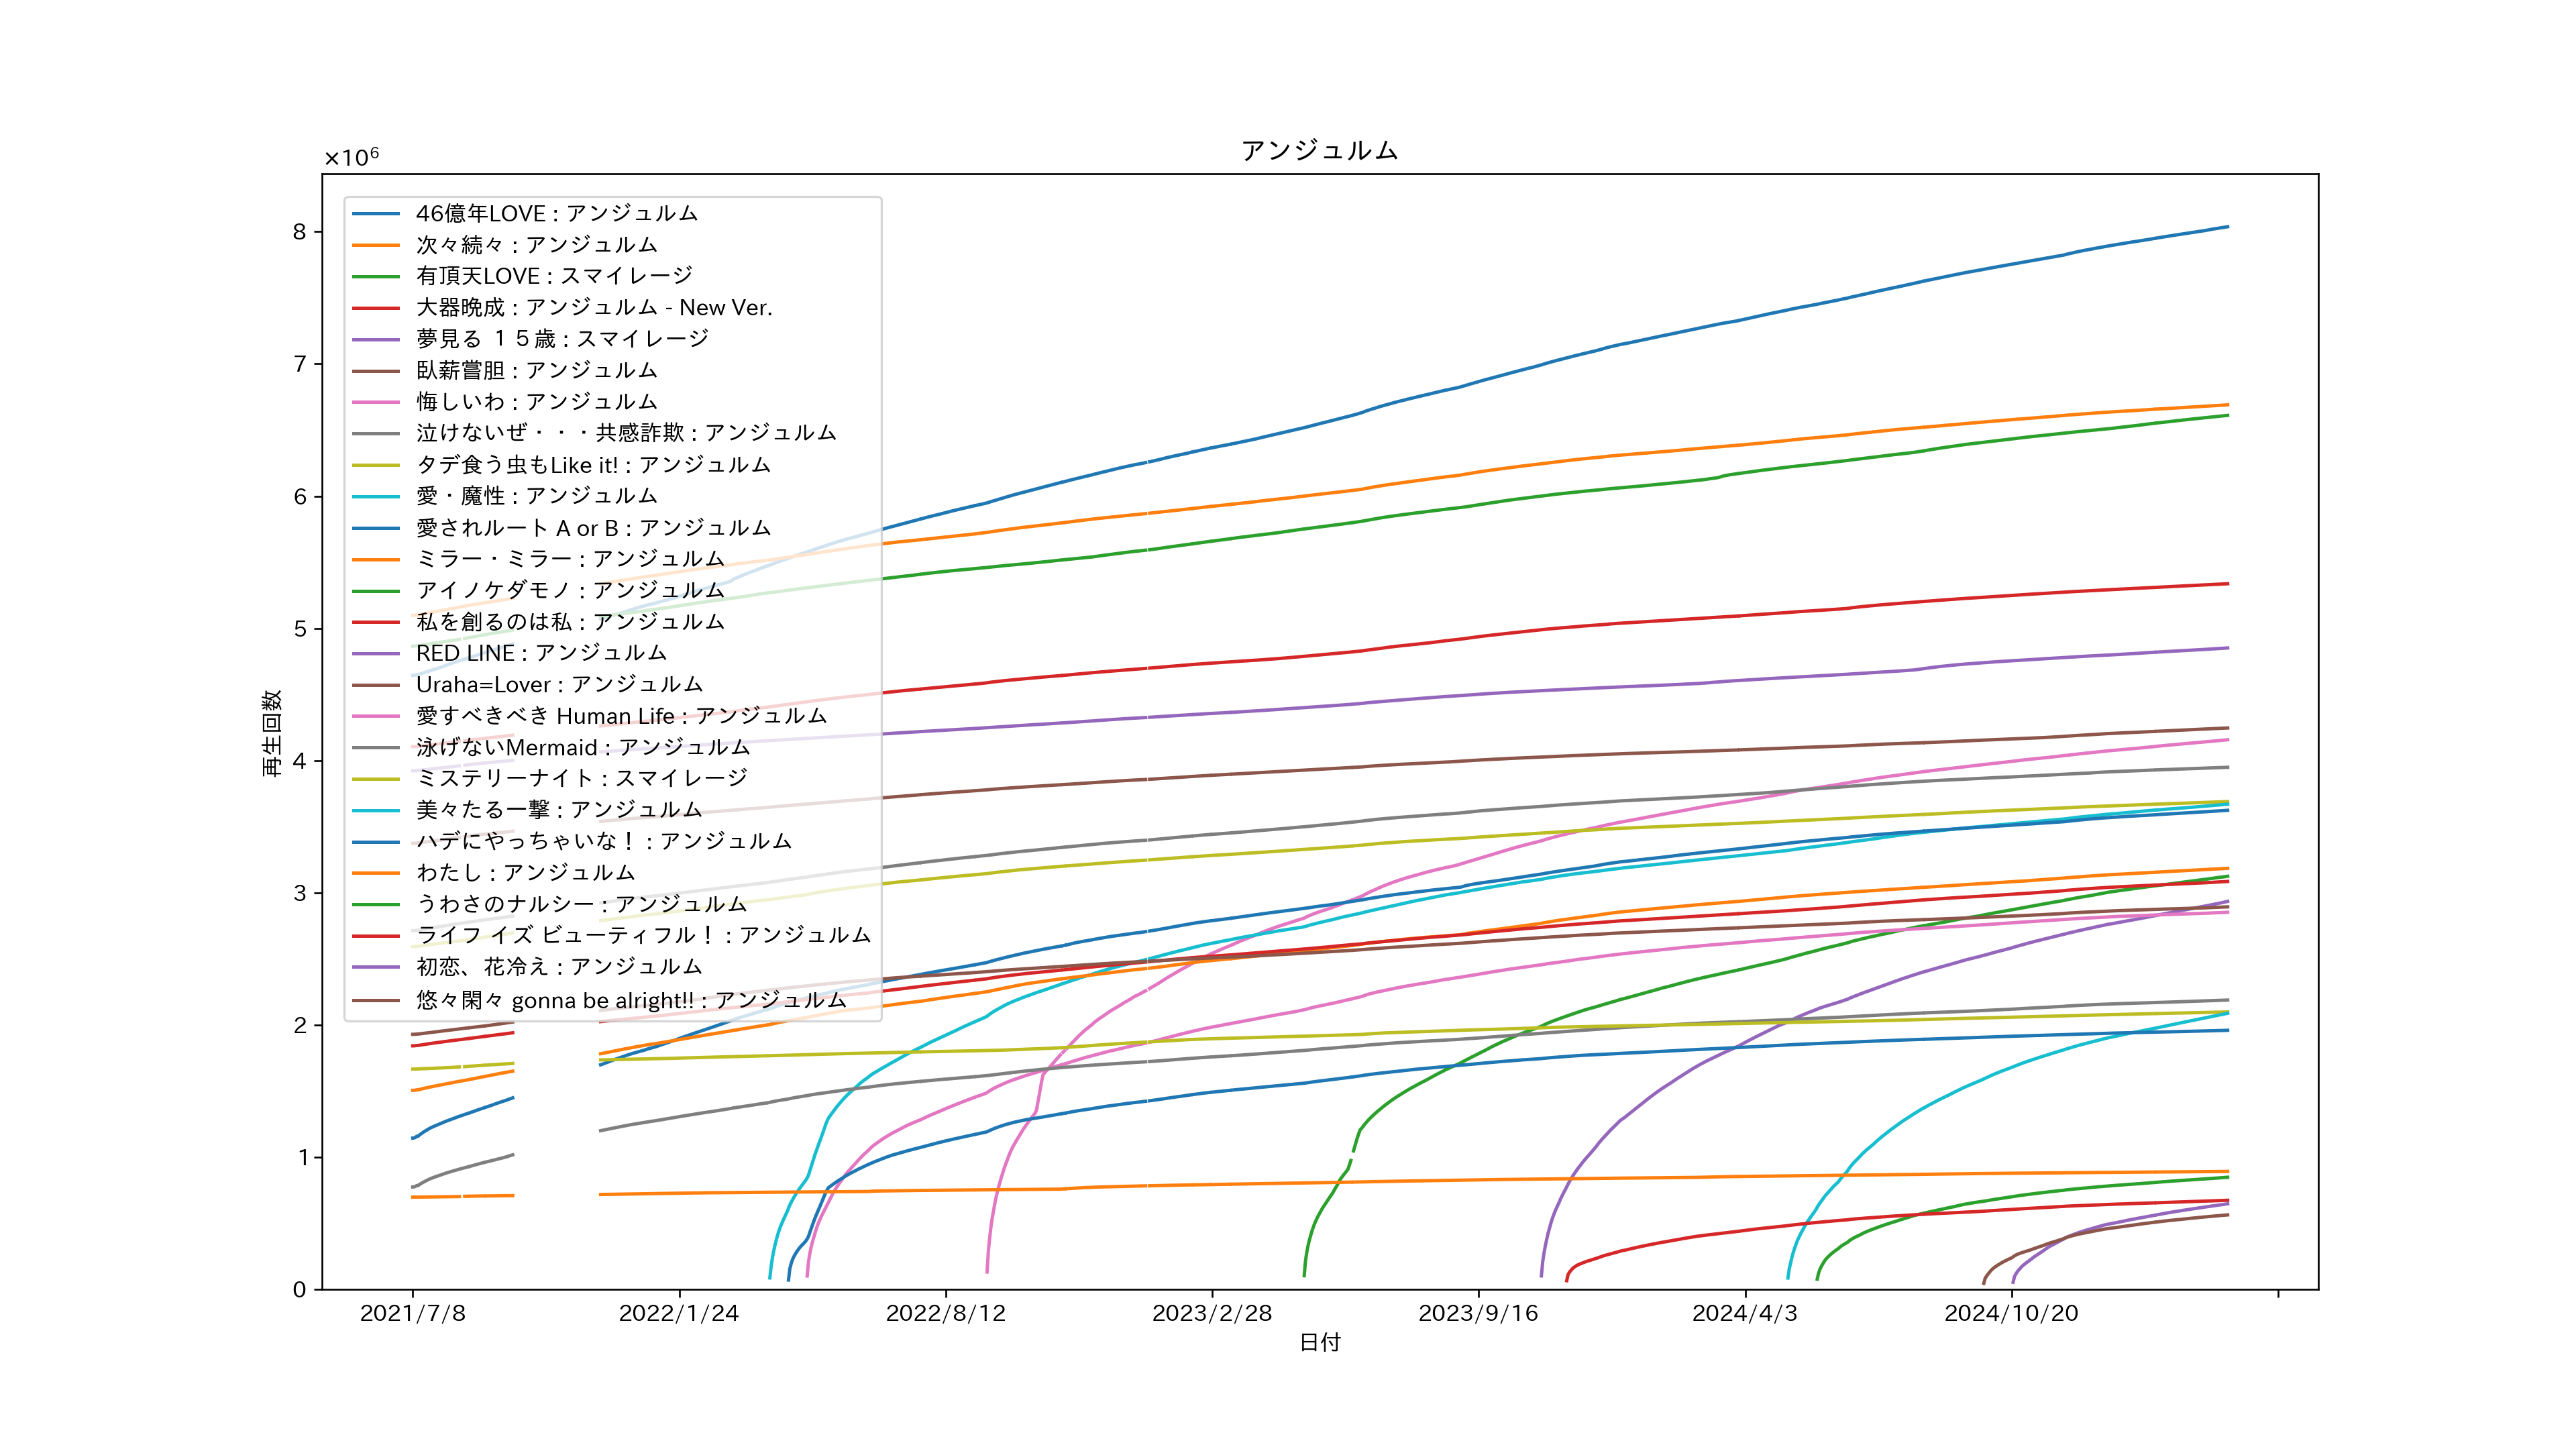 アンジュルム
×10⁶
8
7
6
5
4
3
2
1
0
再生回数
46億年LOVE : アンジュルム
次々続々 : アンジュルム
有頂天LOVE : スマイレージ
大器晩成 : アンジュルム - New Ver.
夢見る １５歳 : スマイレージ
臥薪嘗胆 : アンジュルム
悔しいわ : アンジュルム
泣けないぜ・・・共感詐欺 : アンジュルム
タデ食う虫もLike it! : アンジュルム
愛・魔性 : アンジュルム
愛されルート A or B : アンジュルム
ミラー・ミラー : アンジュルム
アイノケダモノ : アンジュルム
私を創るのは私 : アンジュルム
RED LINE : アンジュルム
Uraha=Lover : アンジュルム
愛すべきべき Human Life : アンジュルム
泳げないMermaid : アンジュルム
ミステリーナイト : スマイレージ
美々たる一撃 : アンジュルム
ハデにやっちゃいな！ : アンジュルム
わたし : アンジュルム
うわさのナルシー : アンジュルム
ライフ イズ ビューティフル！ : アンジュルム
初恋、花冷え : アンジュルム
悠々閑々 gonna be alright!! : アンジュルム
2021/7/8 2022/1/24 2022/8/12 2023/2/28 2023/9/16 2024/4/3 2024/10/20
日付